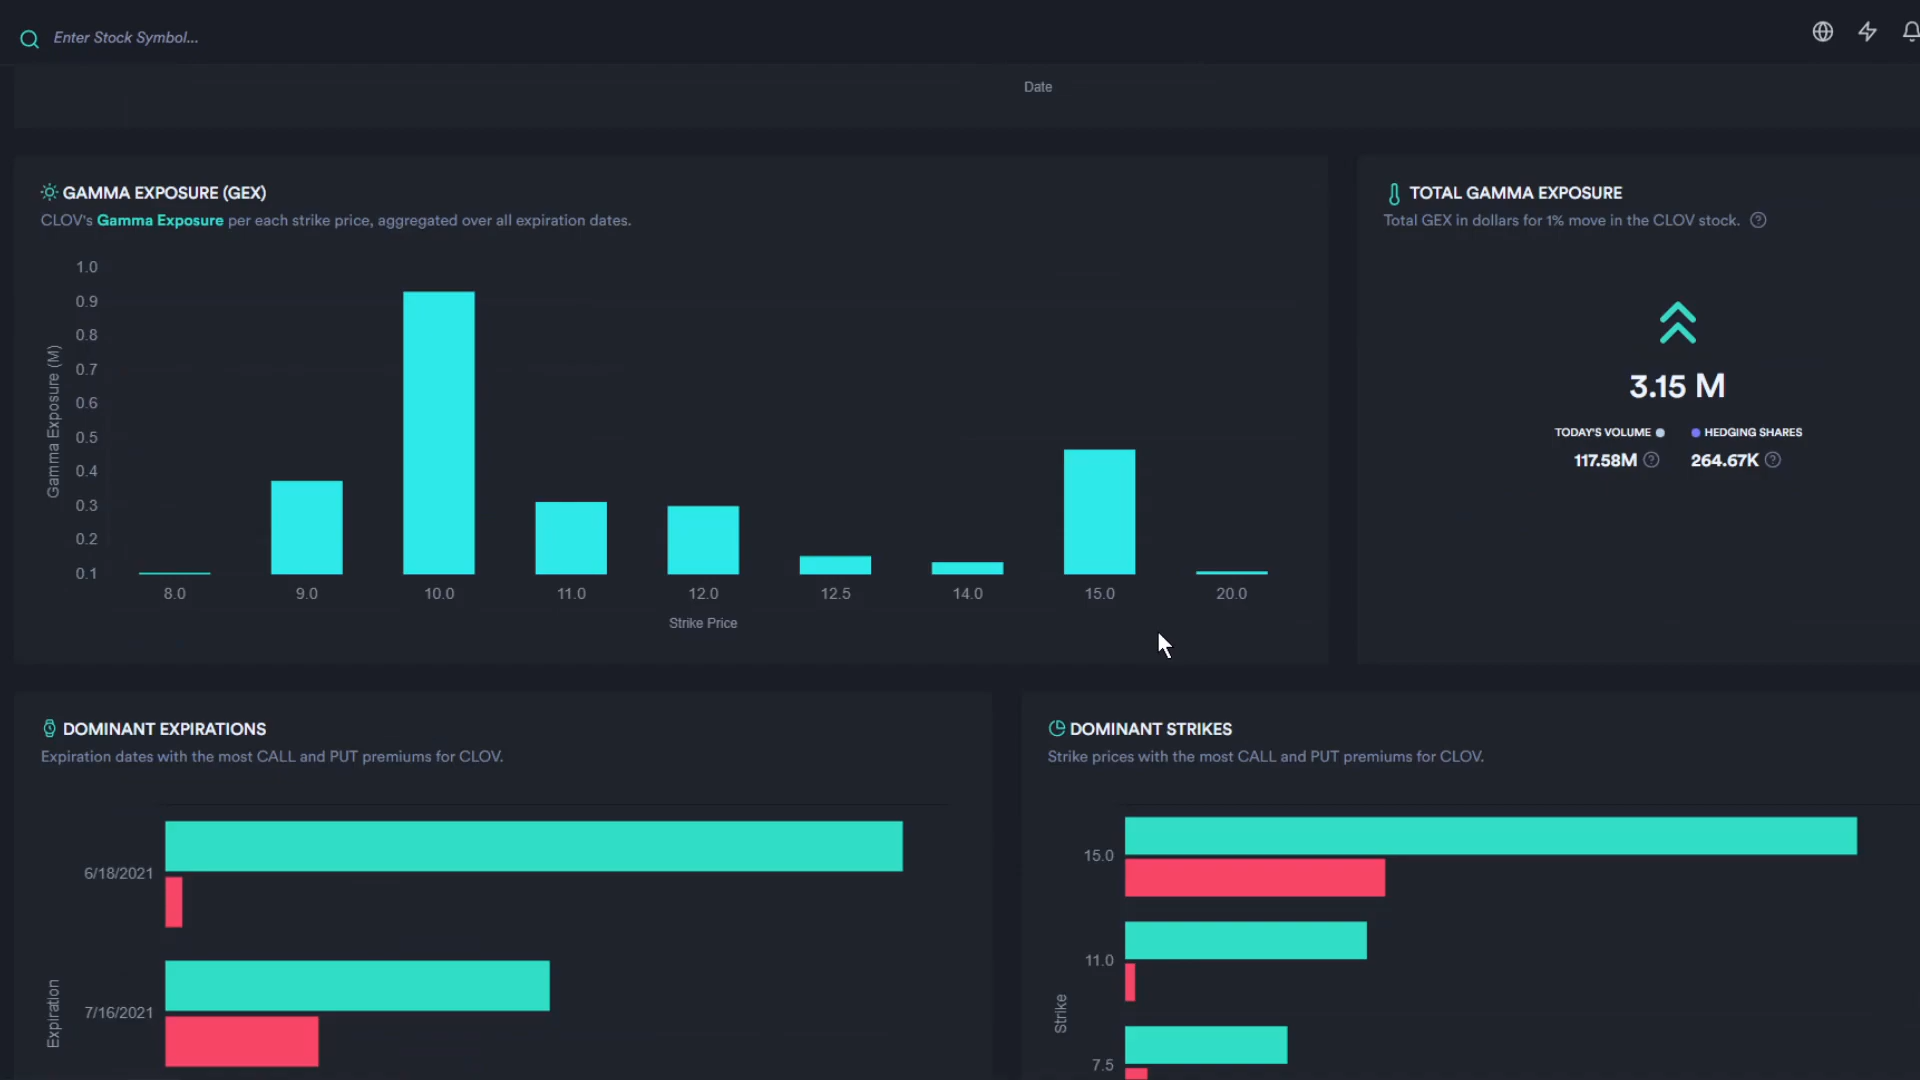 Enter Stock Symbol...
Date
GAMMA EXPOSURE (GEX)
CLOV's Gamma Exposure per each strike price, aggregated over all expiration dates.
1.0
0.9
0.8
0.7
0.6
0.5
0.4
0.3
0.2
0.1
Gamma Exposure (M)
8.0 9.0 10.0 11.0 12.0 12.5 14.0 15.0 20.0
Strike Price
TOTAL GAMMA EXPOSURE
Total GEX in dollars for 1% move in the CLOV stock. ?
3.15 M
TODAY'S VOLUME HEDGING SHARES
117.58M ? 264.67K ?
DOMINANT EXPIRATIONS
Expiration dates with the most CALL and PUT premiums for CLOV.
6/18/2021
7/16/2021
Expiration
DOMINANT STRIKES
Strike prices with the most CALL and PUT premiums for CLOV.
15.0
11.0
7.5
Strike